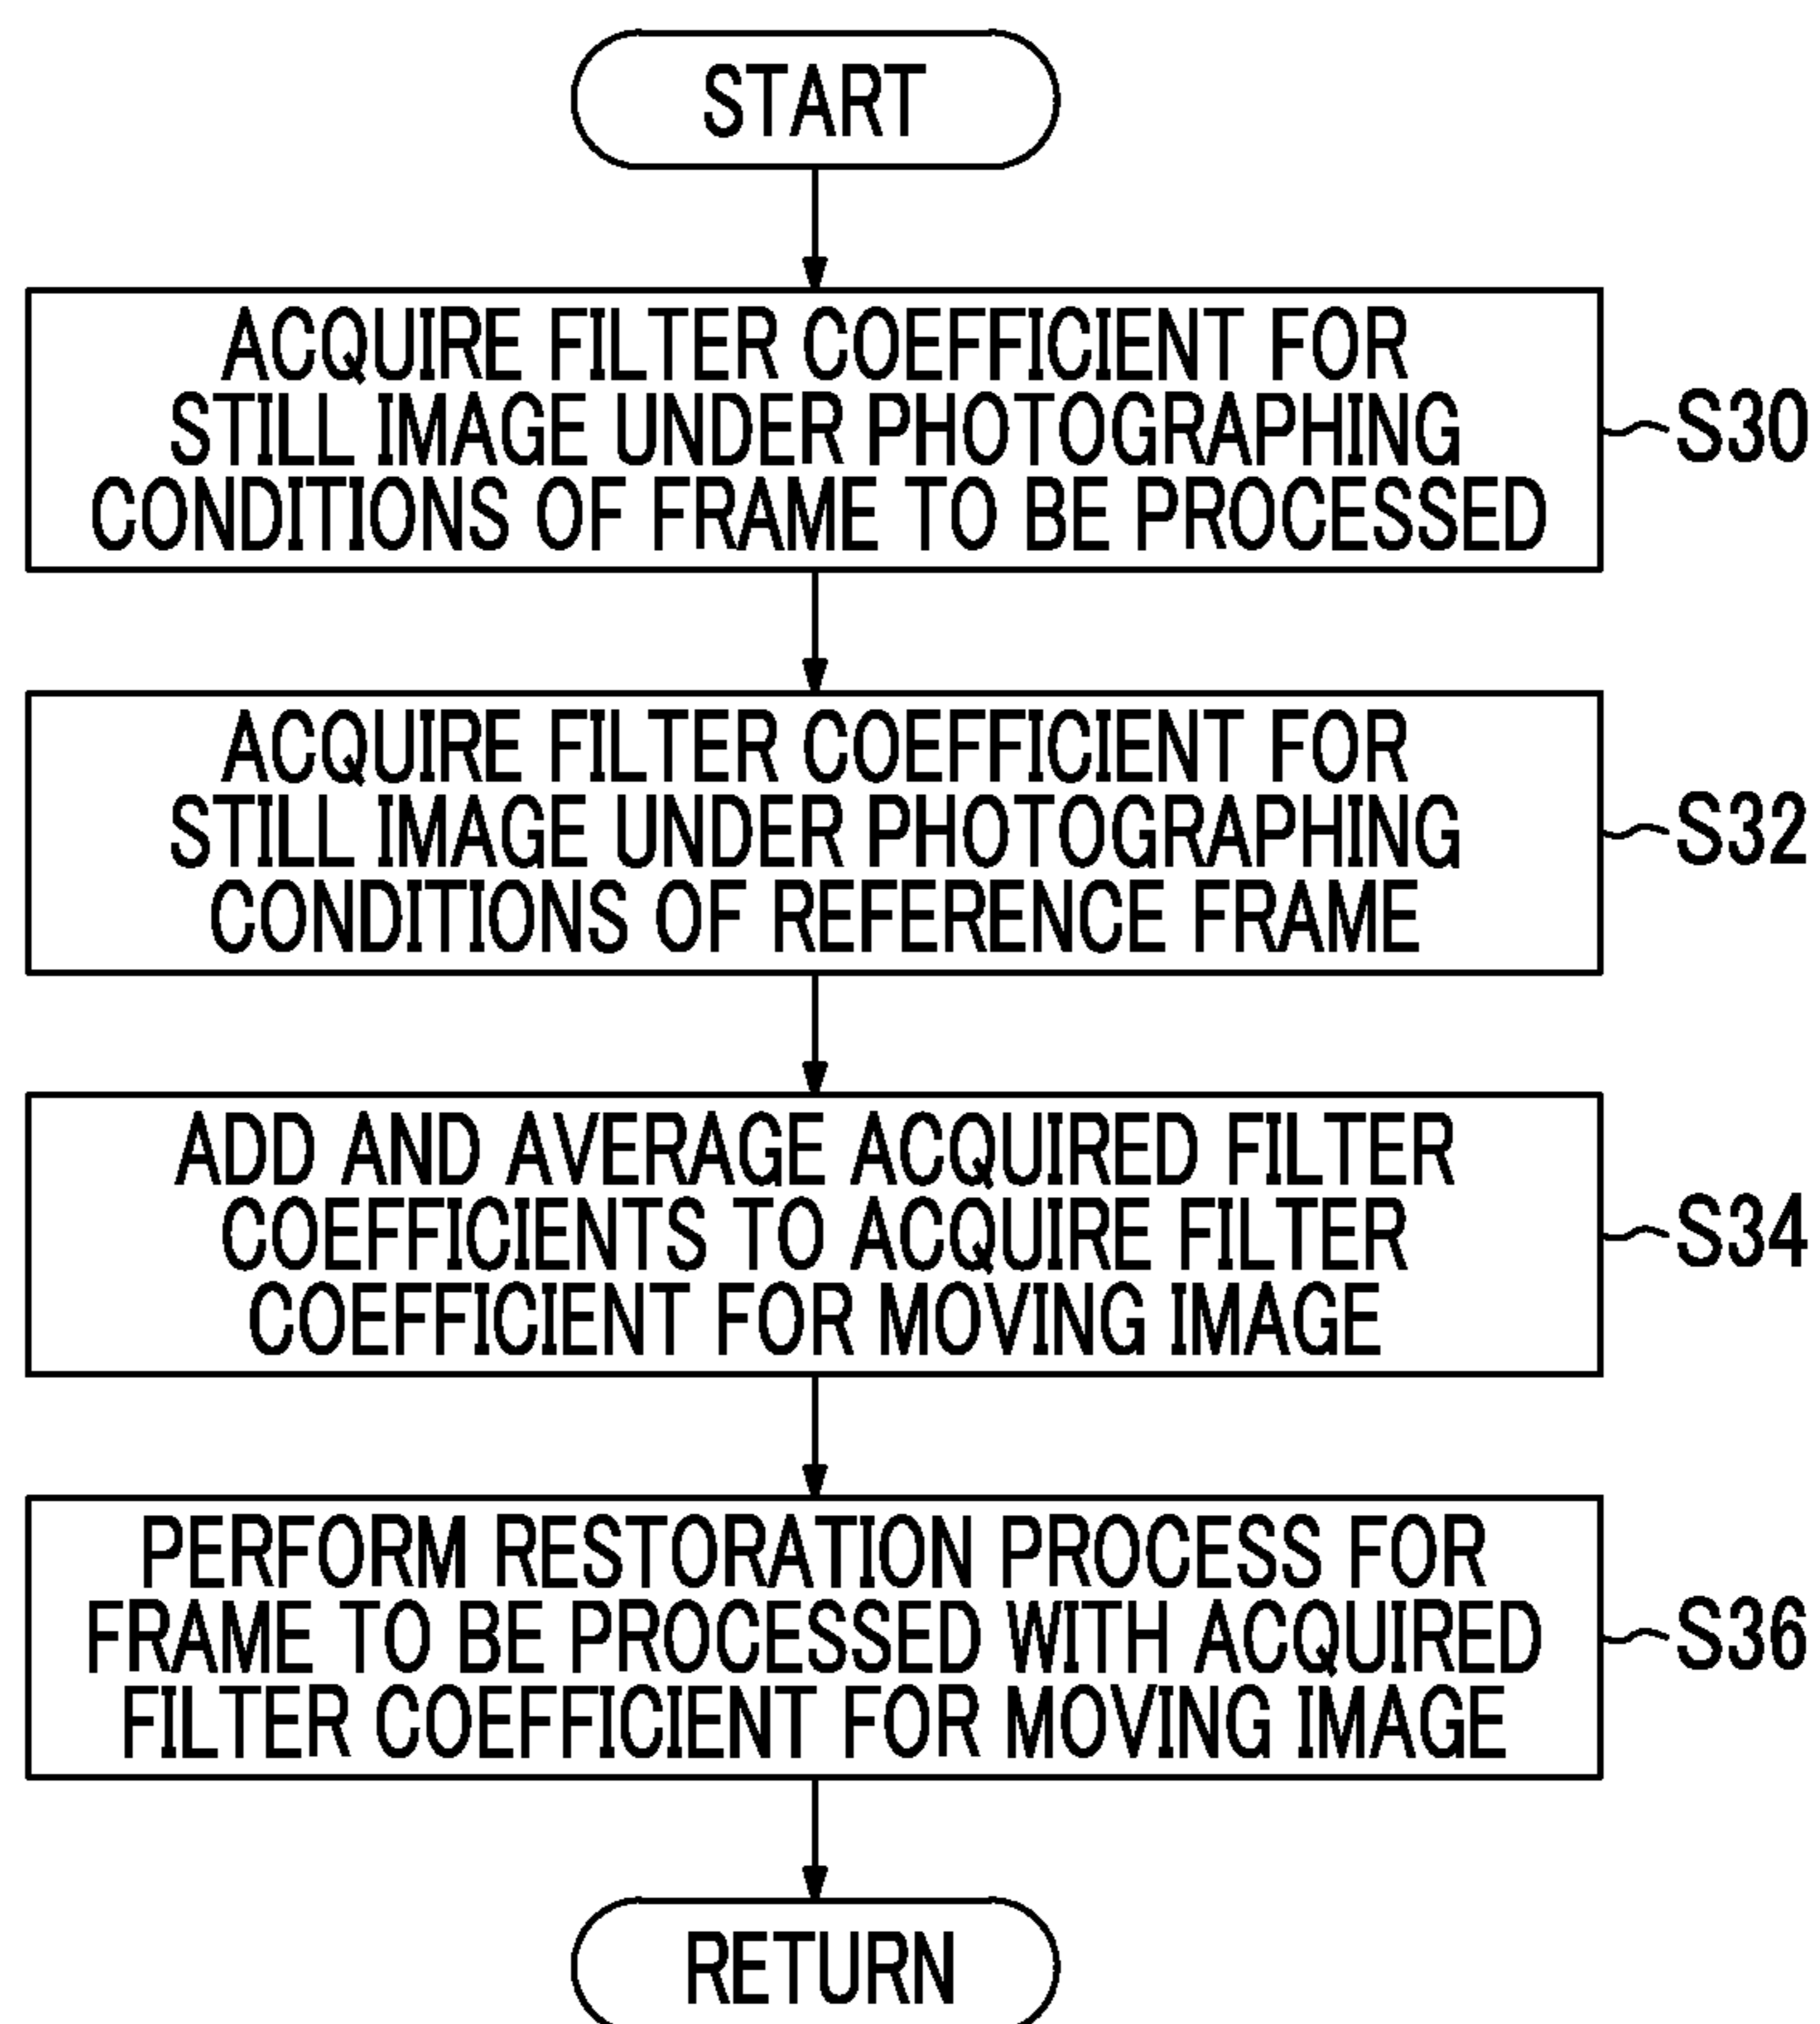 START
ACQUIRE FILTER COEFFICIENT FOR
STILL IMAGE UNDER PHOTOGRAPHING
CONDITIONS OF FRAME TO BE PROCESSED
S30
ACQUIRE FILTER COEFFICIENT FOR
STILL IMAGE UNDER PHOTOGRAPHING
CONDITIONS OF REFERENCE FRAME
S32
ADD AND AVERAGE ACQUIRED FILTER
COEFFICIENTS TO ACQUIRE FILTER
COEFFICIENT FOR MOVING IMAGE
S34
PERFORM RESTORATION PROCESS FOR
FRAME TO BE PROCESSED WITH ACQUIRED
FILTER COEFFICIENT FOR MOVING IMAGE
S36
RETURN